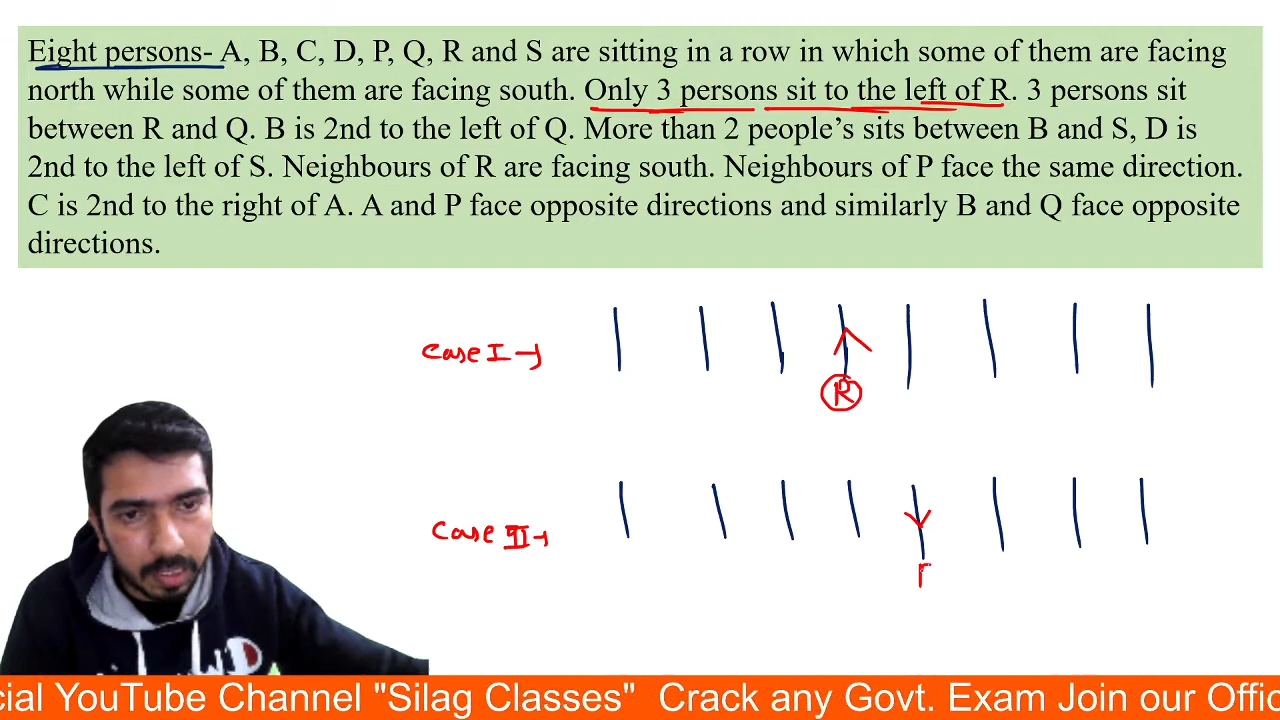 Eight persons- A, B, C, D, P, Q, R and S are sitting in a row in which some of them are facing
north while some of them are facing south. Only 3 persons sit to the left of R. 3 persons sit
between R and Q. B is 2nd to the left of Q. More than 2 people’s sits between B and S, D is
2nd to the left of S. Neighbours of R are facing south. Neighbours of P face the same direction.
C is 2nd to the right of A. A and P face opposite directions and similarly B and Q face opposite
directions.
Case I →
R
Case II →
cial YouTube Channel "Silag Classes" Crack any Govt. Exam Join our Offic